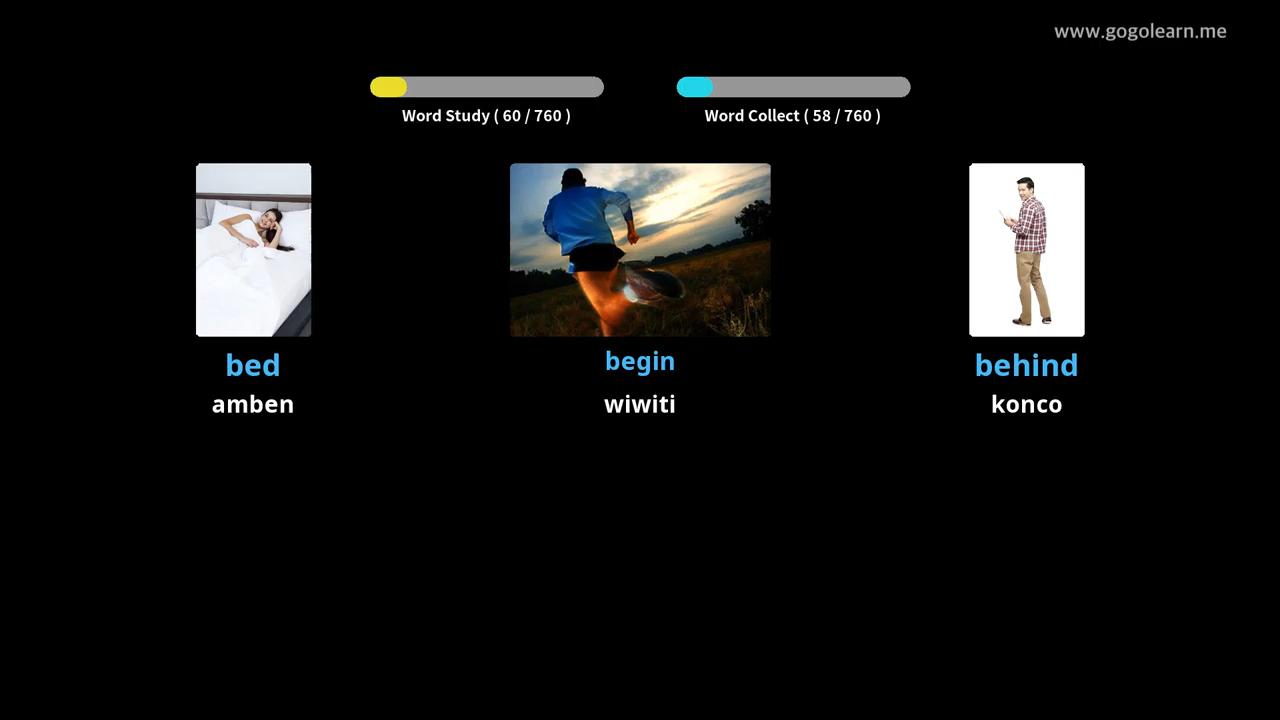 www.gogolearn.me
Word Study ( 60 / 760 )
Word Collect ( 58 / 760 )
bed
begin
behind
amben
wiwiti
konco